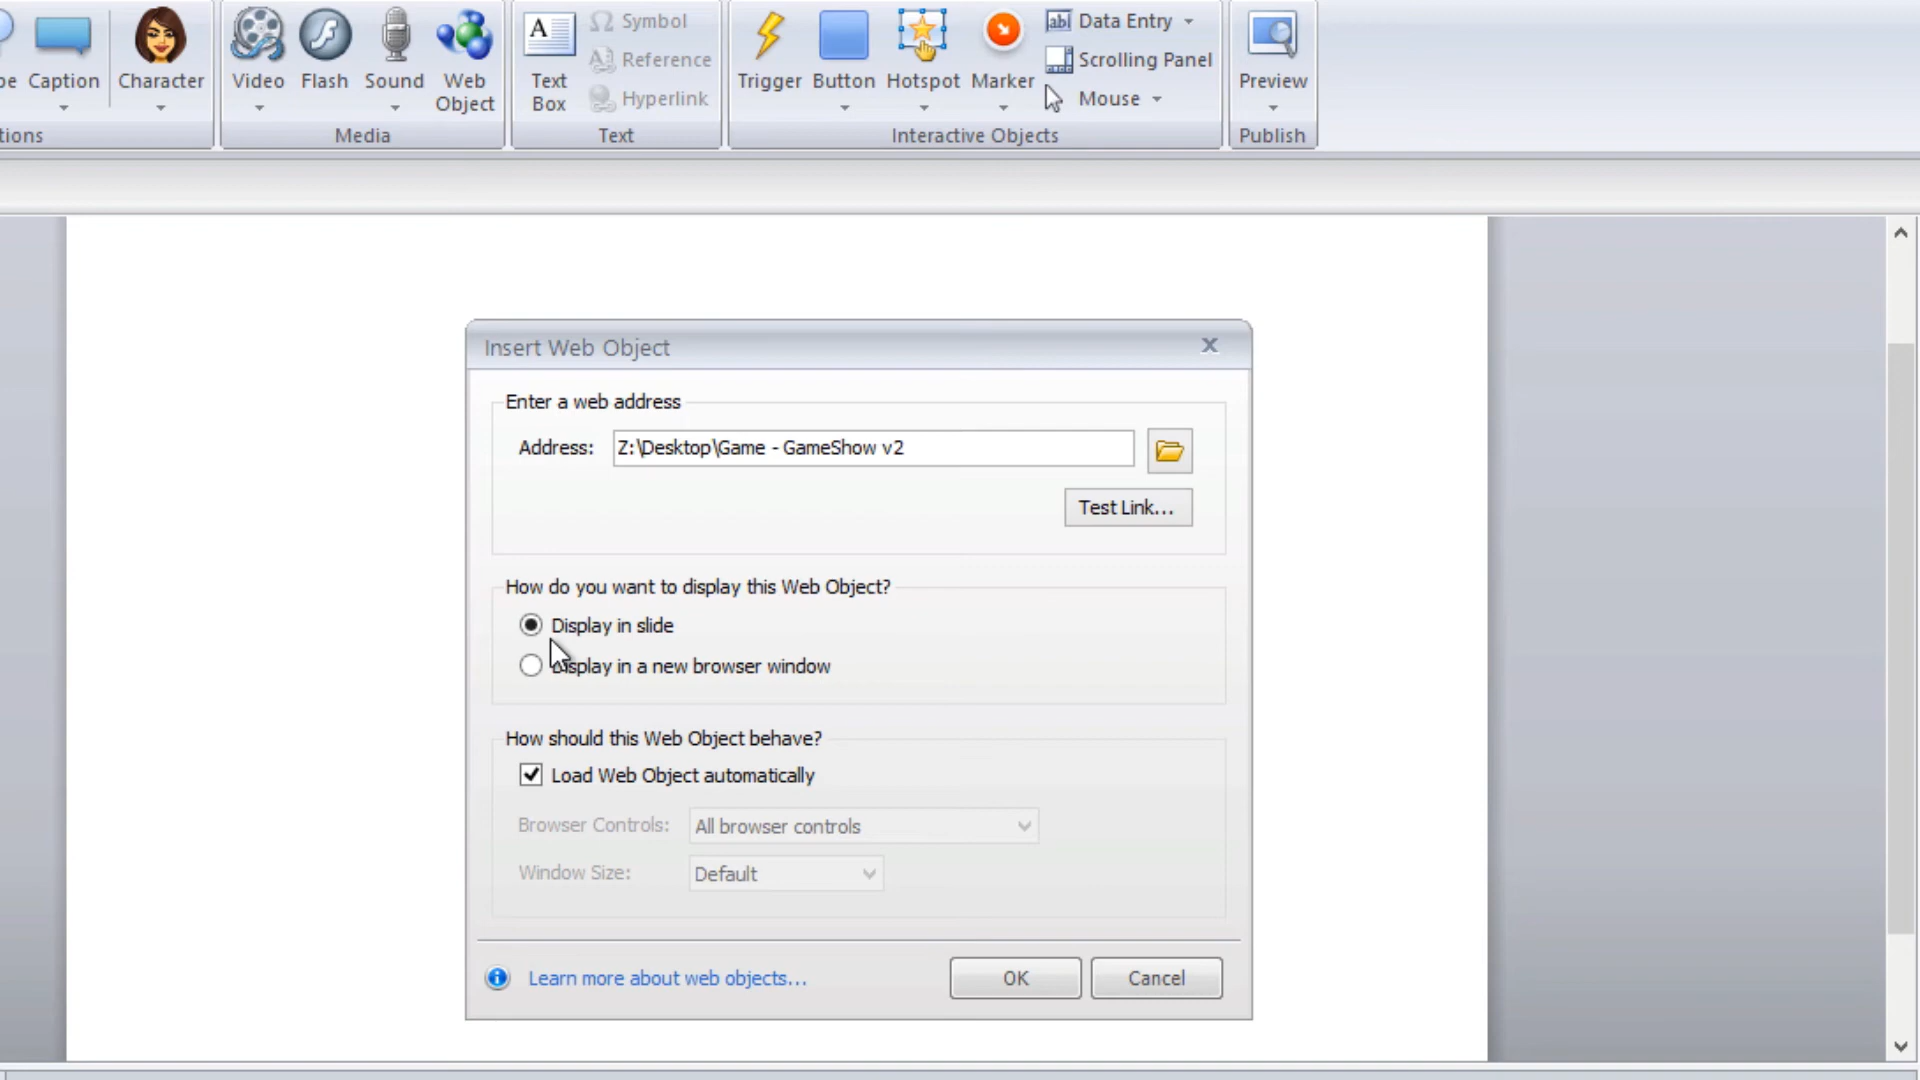 pe Caption Character Video Flash Sound Web Object Text Box Symbol Reference Hyperlink Trigger Button Hotspot Marker Data Entry Scrolling Panel Mouse Preview
tions Media Text Interactive Objects Publish
Insert Web Object
Enter a web address
Address: Z:\Desktop\Game - GameShow v2
Test Link...
How do you want to display this Web Object?
Display in slide
Display in a new browser window
How should this Web Object behave?
Load Web Object automatically
Browser Controls: All browser controls
Window Size: Default
Learn more about web objects... OK Cancel